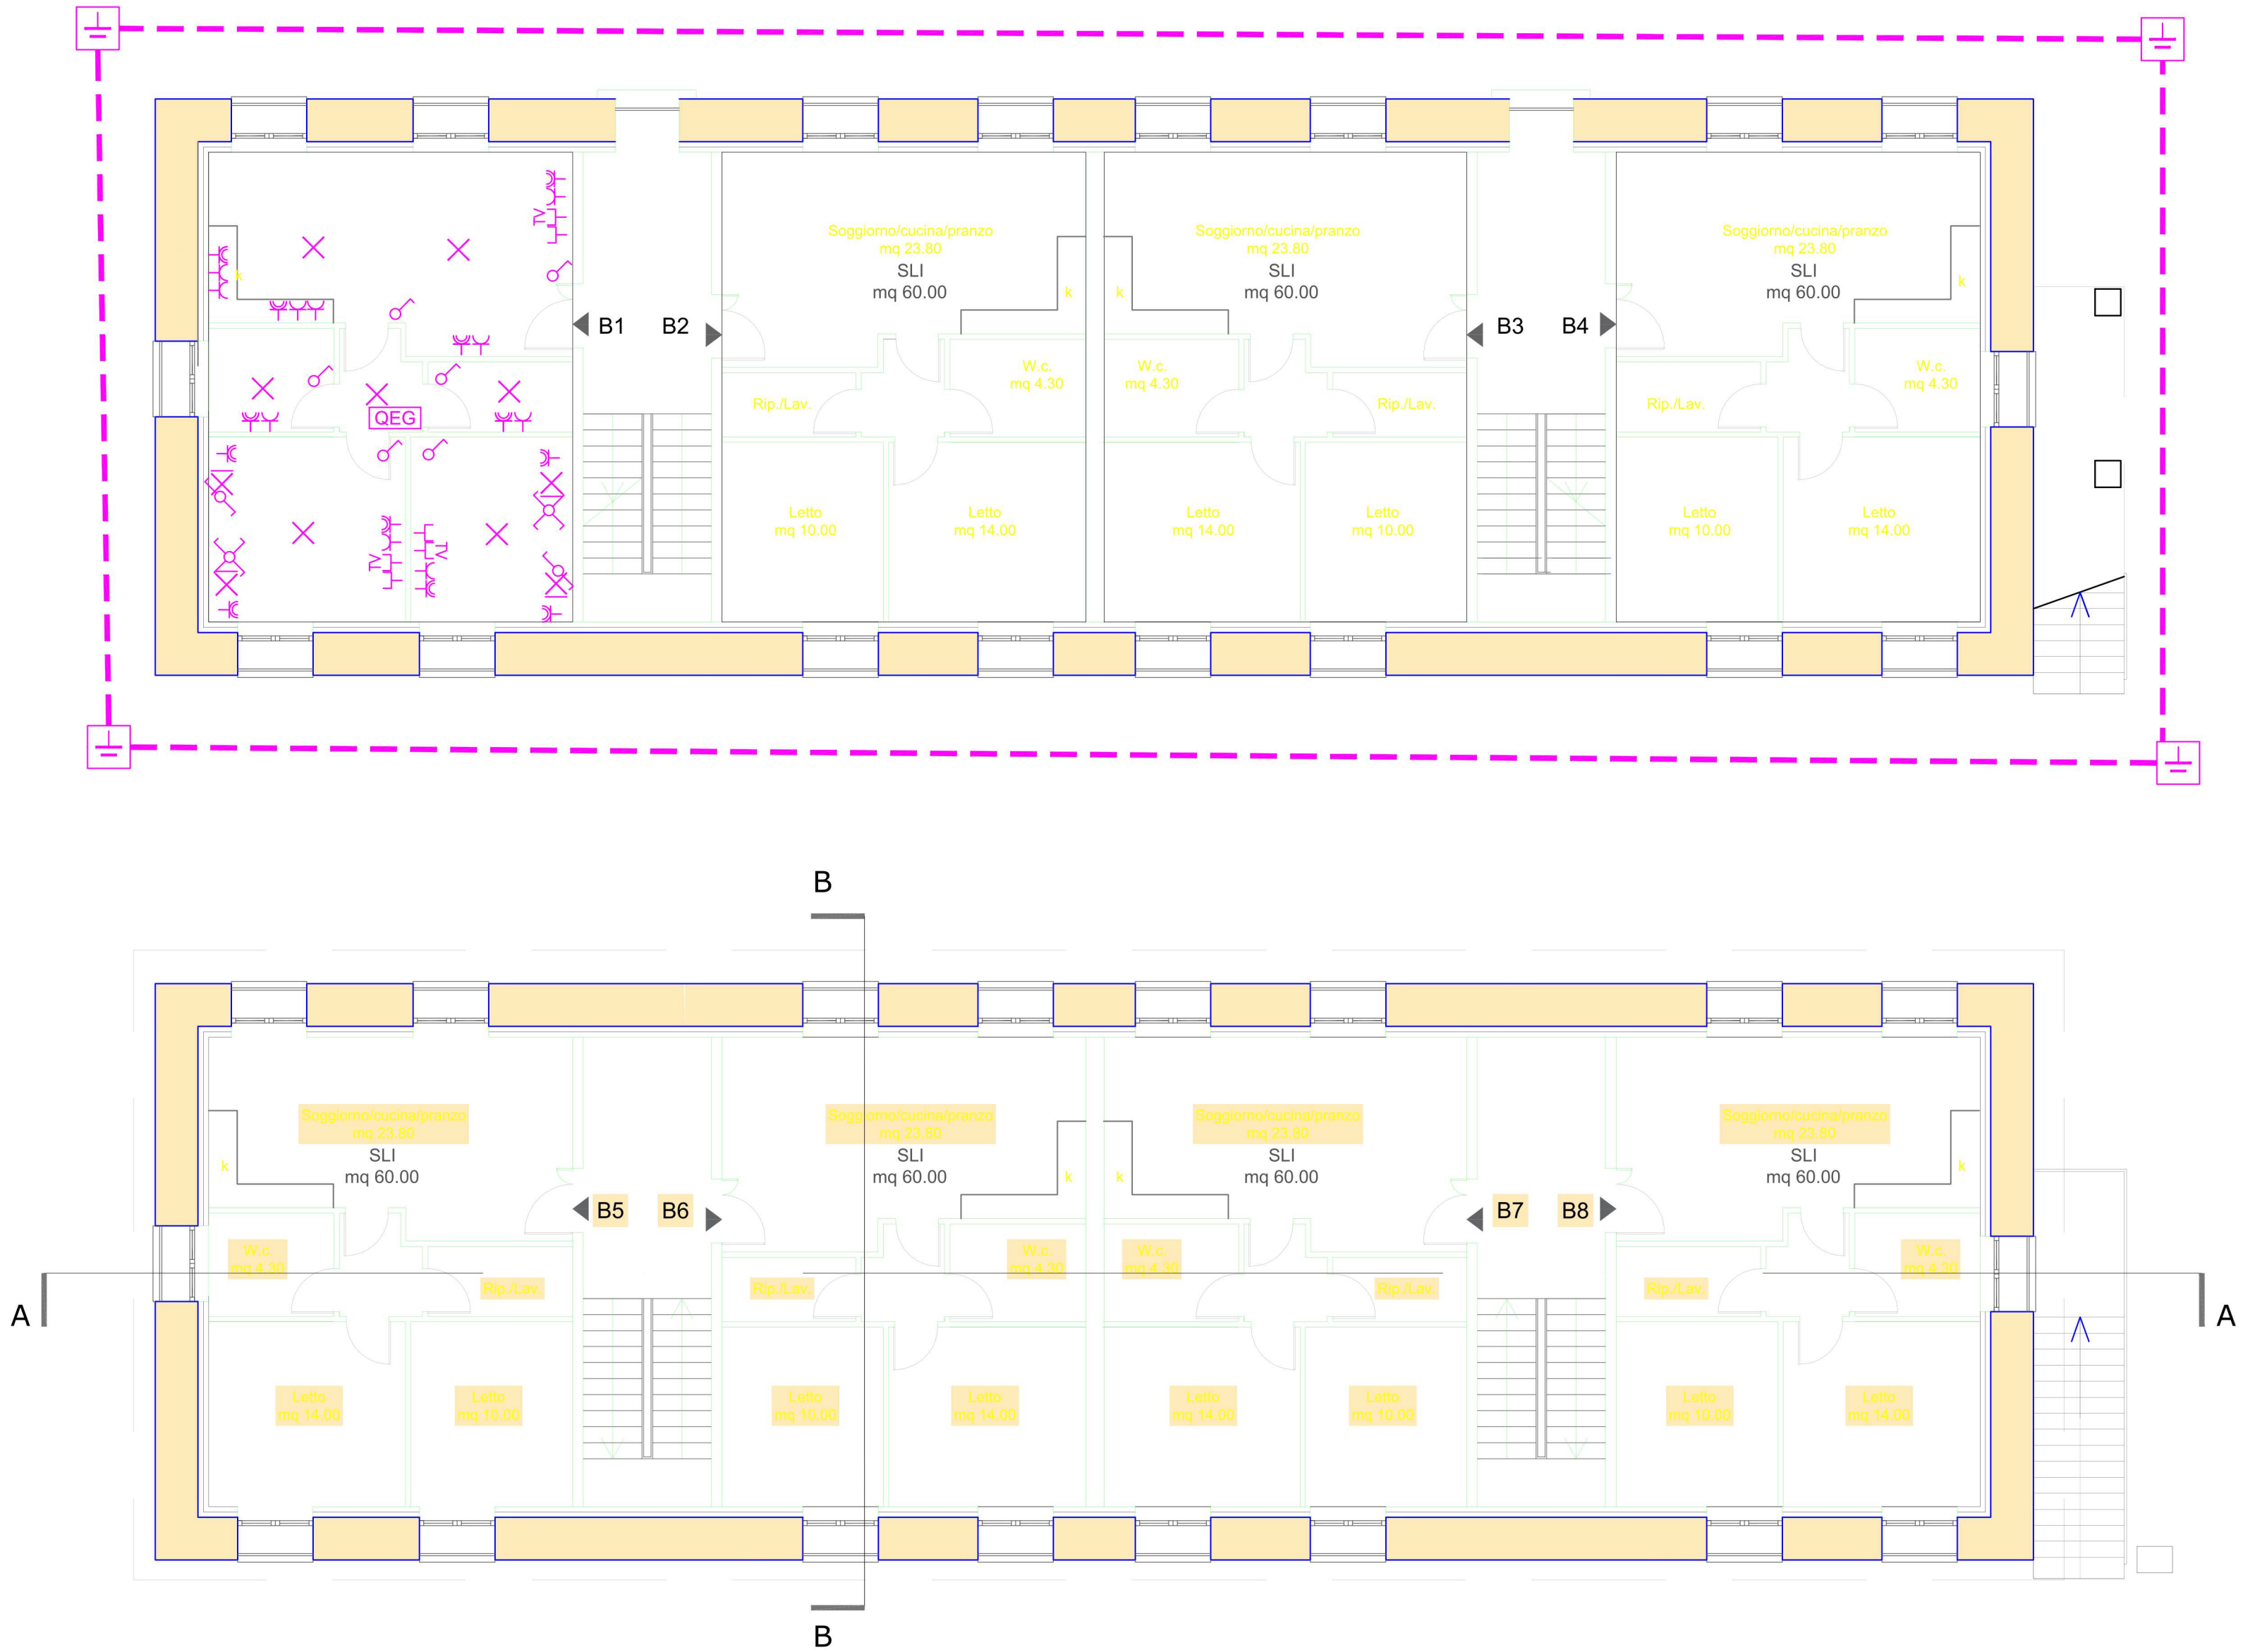 TV
Soggiorno/cucina/pranzo
mq 23.80
SLI
mq 60.00
Soggiorno/cucina/pranzo
mq 23.80
SLI
mq 60.00
Soggiorno/cucina/pranzo
mq 23.80
SLI
mq 60.00
k
k
k
k
B1
B2
B3
B4
W.c.
mq 4.30
W.c.
mq 4.30
W.c.
mq 4.30
Rip./Lav.
Rip./Lav.
Rip./Lav.
QEG
Letto
mq 10.00
Letto
mq 14.00
Letto
mq 14.00
Letto
mq 10.00
Letto
mq 10.00
Letto
mq 14.00
TV
TV
B
Soggiorno/cucina/pranzo
mq 23.80
SLI
mq 60.00
Soggiorno/cucina/pranzo
mq 23.80
SLI
mq 60.00
Soggiorno/cucina/pranzo
mq 23.80
SLI
mq 60.00
Soggiorno/cucina/pranzo
mq 23.80
SLI
mq 60.00
k
k
k
k
B5
B6
B7
B8
W.c.
mq 4.30
W.c.
mq 4.30
W.c.
mq 4.30
W.c.
mq 4.30
Rip./Lav.
Rip./Lav.
Rip./Lav.
Rip./Lav.
A
A
Letto
mq 14.00
Letto
mq 10.00
Letto
mq 10.00
Letto
mq 14.00
Letto
mq 14.00
Letto
mq 10.00
Letto
mq 10.00
Letto
mq 14.00
B